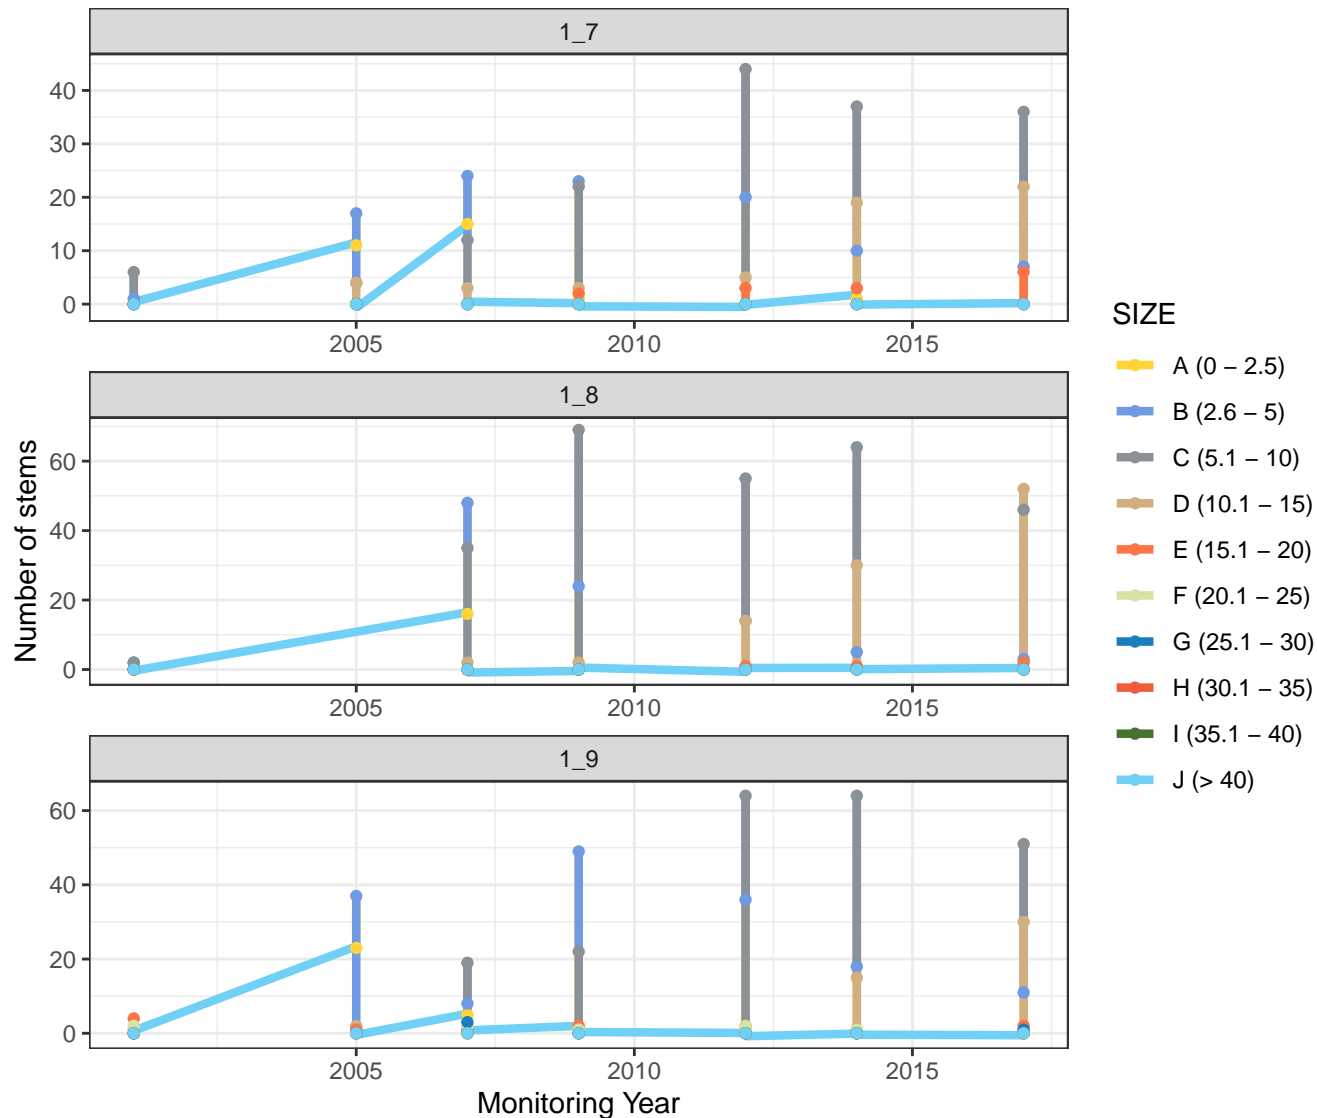 1_7
40
30
20
10
0
2005 2010 2015
1_8
60
40
20
0
2005 2010 2015
1_9
60
40
20
0
2005 2010 2015
Number of stems
Monitoring Year
SIZE
A (0 − 2.5)
B (2.6 − 5)
C (5.1 − 10)
D (10.1 − 15)
E (15.1 − 20)
F (20.1 − 25)
G (25.1 − 30)
H (30.1 − 35)
I (35.1 − 40)
J (> 40)